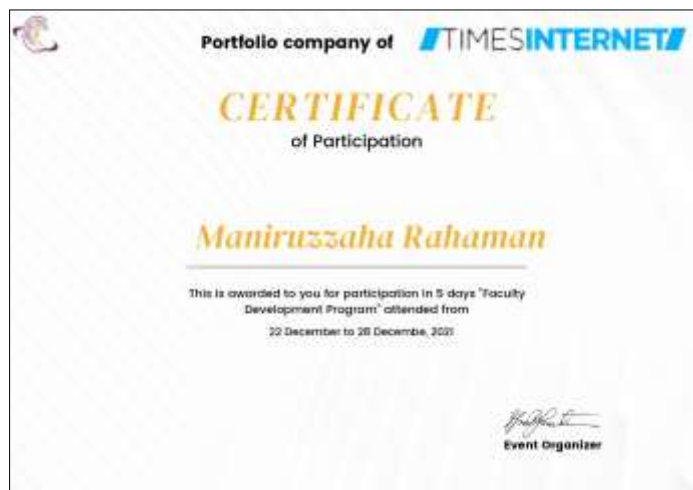 Portfolio company of TIMESINTERNET
CERTIFICATE
of Participation
Maniruzzaha Rahaman
This is awarded to you for participation in 5 days "Faculty
Development Program" attended from
22 December to 26 Decembe, 2021
Event Organizer